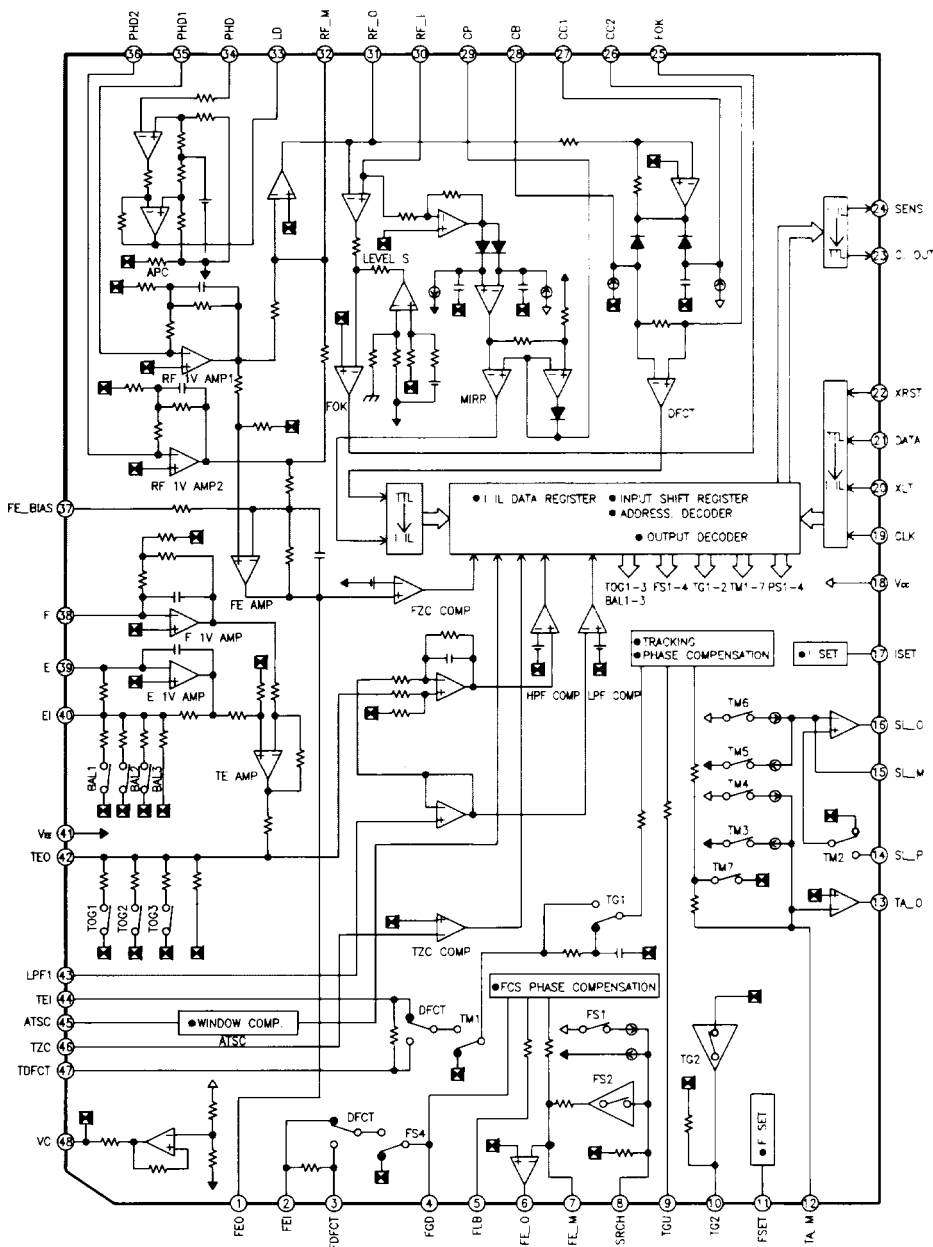 PHD2
PHD1
PHD
LD
RF_M
RF_O
RF_I
CP
CB
CC1
CC2
FOK
36
35
34
33
32
31
30
29
28
27
26
25
APC
LEVEL S
24 SENS
23
RF 1V AMP1
FOK
MIRR
DFCT
22 XRST
21 DATA
20 XLT
19 CLK
RF 1V AMP2
TTL
DATA REGISTER
INPUT SHIFT REGISTER
ADDRESS. DECODER
OUTPUT DECODER
FE_BIAS 37
TOG1-3
BAL1-3
FS1-4
TG1-2
TM1-7
PS1-4
18
FE AMP
FZC COMP
F 38
F 1V AMP
TRACKING
PHASE COMPENSATION
SET
17 ISET
E 39
E 1V AMP
HPF COMP
LPF COMP
EI 40
TM6
16 SL_O
BAL1
BAL2
BAL3
TE AMP
TM5
15 SL_M
TM4
41
TM3
TM2
14 SL_P
TEO 42
TM7
13 TA_O
TOG1
TOG2
TOG3
TG1
TZC COMP
LPF1 43
FCS PHASE COMPENSATION
TEI 44
ATSC 45
WINDOW COMP.
ATSC
DFCT
TM1
FS1
TZC 46
TDFCT 47
FS2
TG2
VC 48
DFCT
FS4
F SET
1
2
3
4
5
6
7
8
9
10
11
12
FEO
FEI
FDFCT
FGD
FLB
FE_O
FE_M
SRCH
TGU
TG2
FSET
TA_M